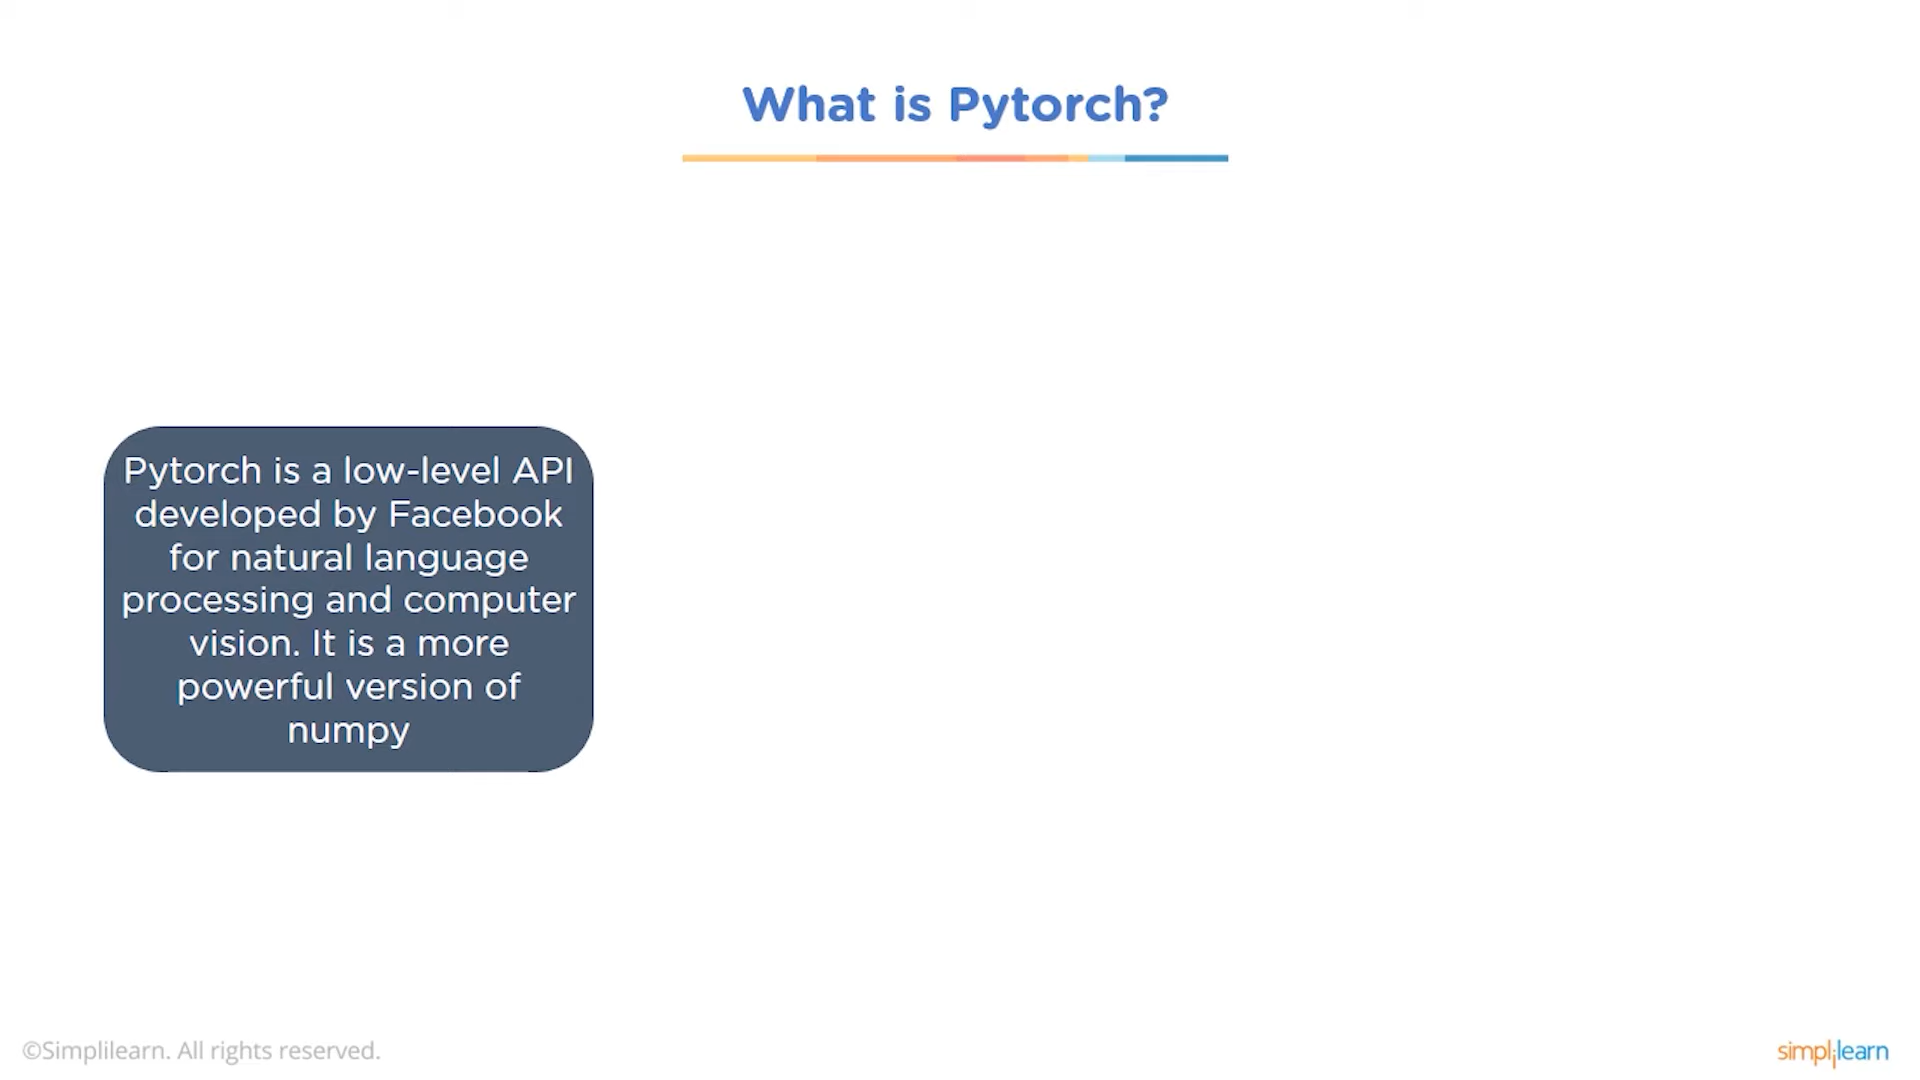 What is Pytorch?
Pytorch is a low-level API
developed by Facebook
for natural language
processing and computer
vision. It is a more
powerful version of
numpy
©Simplilearn. All rights reserved.
simplilearn